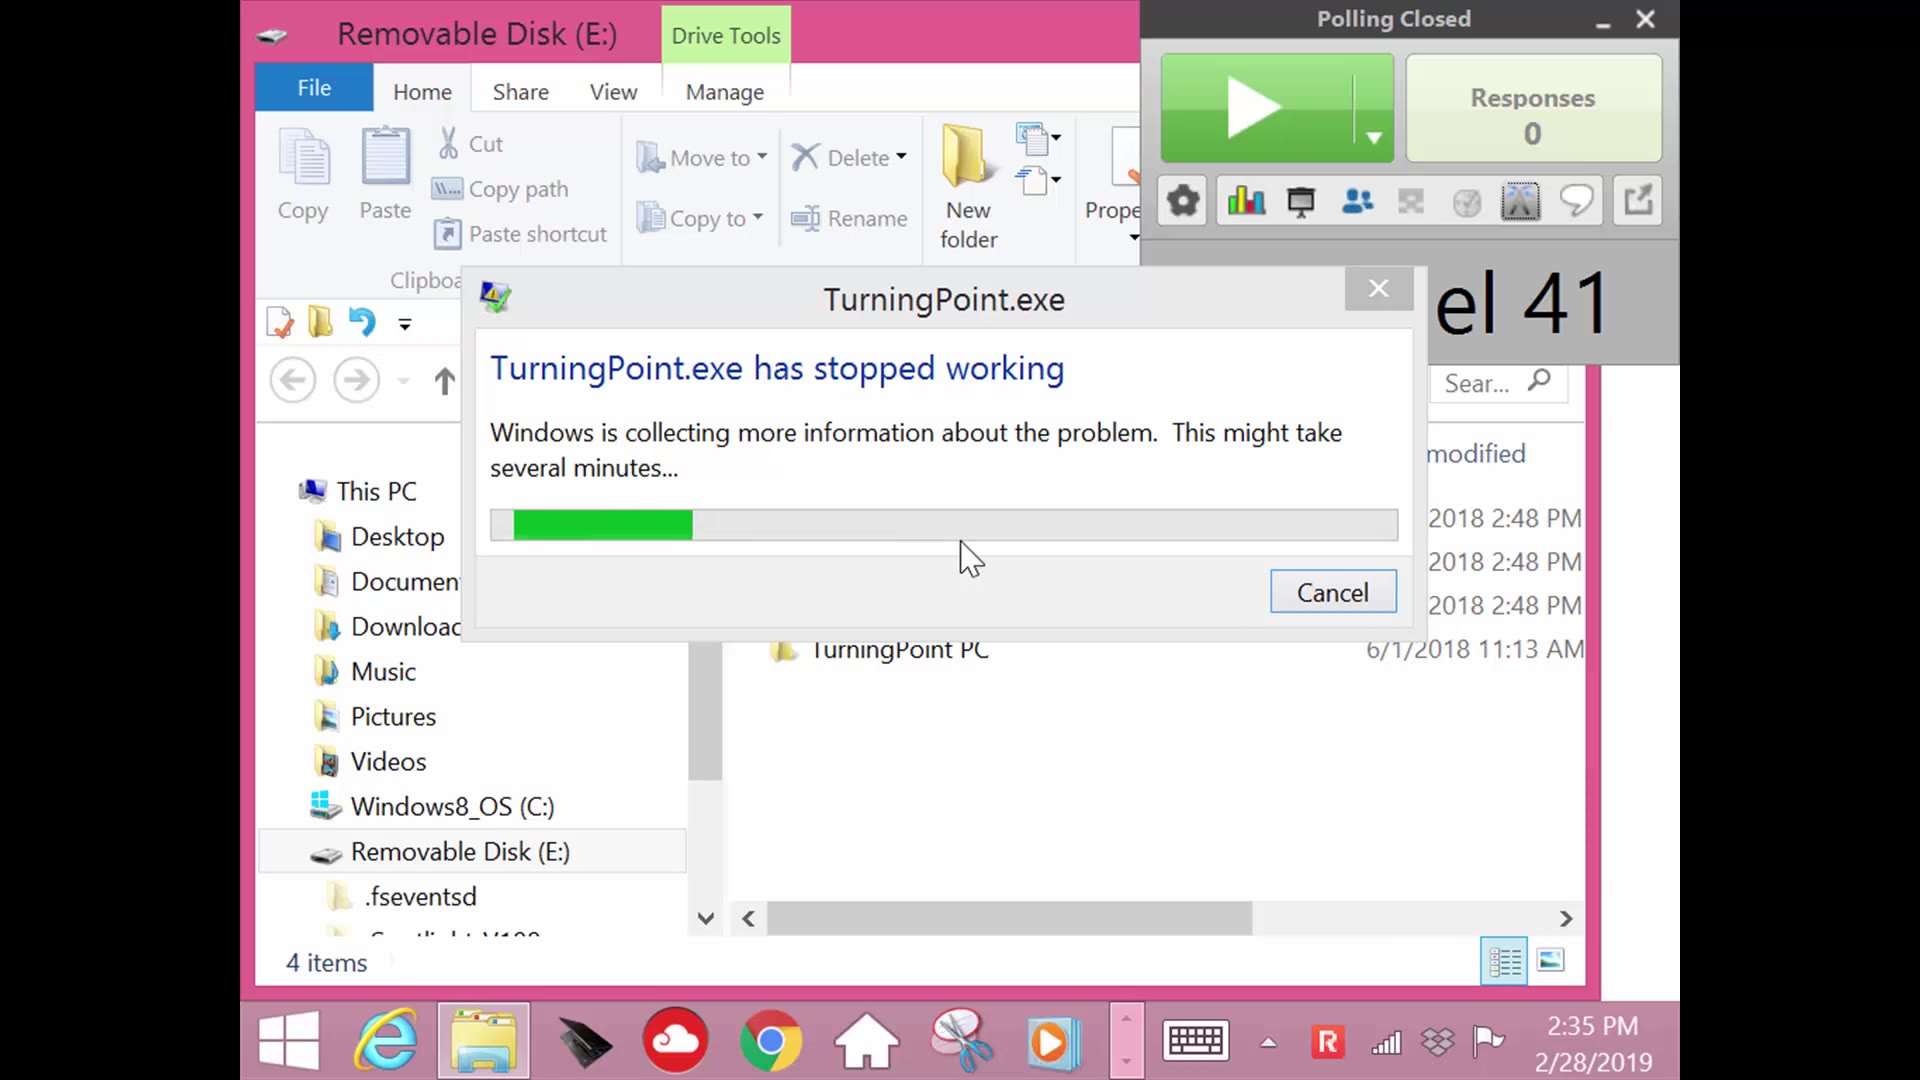 Removable Disk (E:)
Drive Tools
Polling Closed
File
Home
Share
View
Manage
Responses
0
Copy
Paste
Cut
Copy path
Paste shortcut
Move to
Copy to
Delete
Rename
New
folder
Prope
Clipboa
el 41
TurningPoint.exe
TurningPoint.exe has stopped working
Windows is collecting more information about the problem. This might take
several minutes...
Cancel
Sear...
modified
2018 2:48 PM
2018 2:48 PM
2018 2:48 PM
TurningPoint PC
6/1/2018 11:13 AM
This PC
Desktop
Documen
Downloac
Music
Pictures
Videos
Windows8_OS (C:)
Removable Disk (E:)
.fseventsd
4 items
R
2:35 PM
2/28/2019